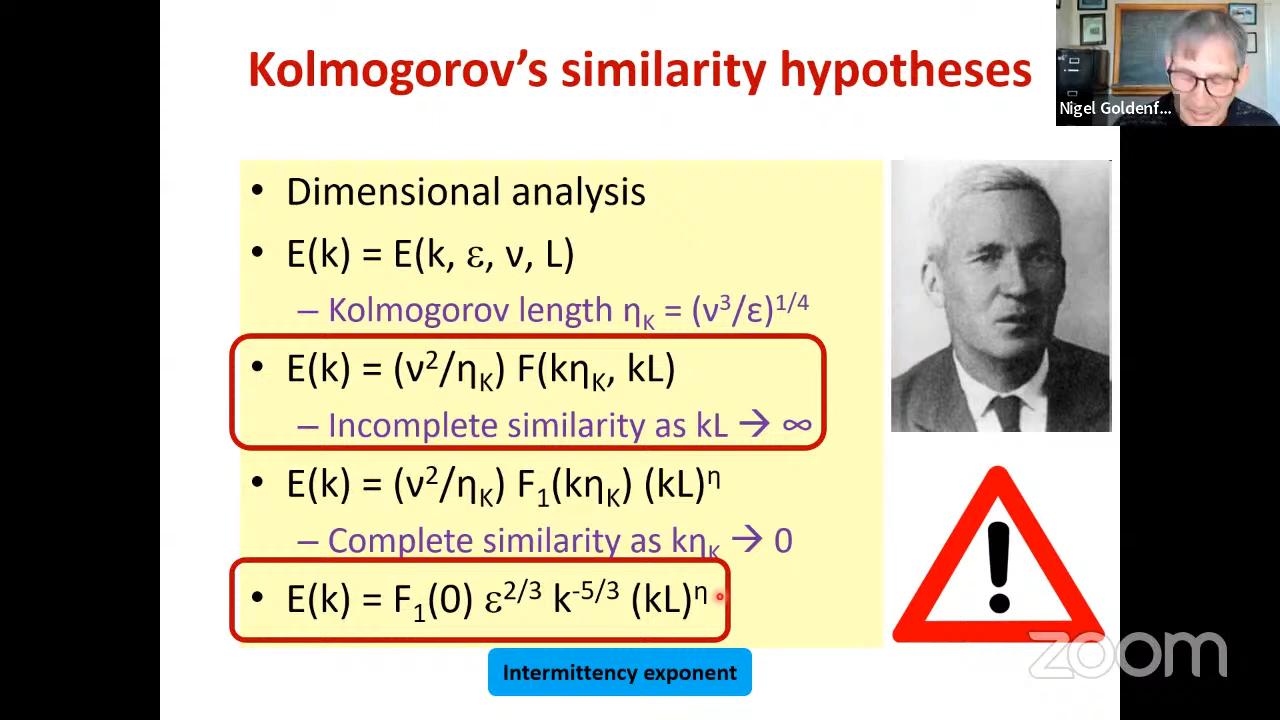 Kolmogorov’s similarity hypotheses
Nigel Goldenf...
• Dimensional analysis
• E(k) = E(k, ε, ν, L)
– Kolmogorov length η_K = (ν³/ε)^1/4
• E(k) = (ν²/η_K) F(kη_K, kL)
– Incomplete similarity as kL → ∞
• E(k) = (ν²/η_K) F₁(kη_K) (kL)^η
– Complete similarity as kη_K → 0
• E(k) = F₁(0) ε^2/3 k^-5/3 (kL)^η
Intermittency exponent
zoom